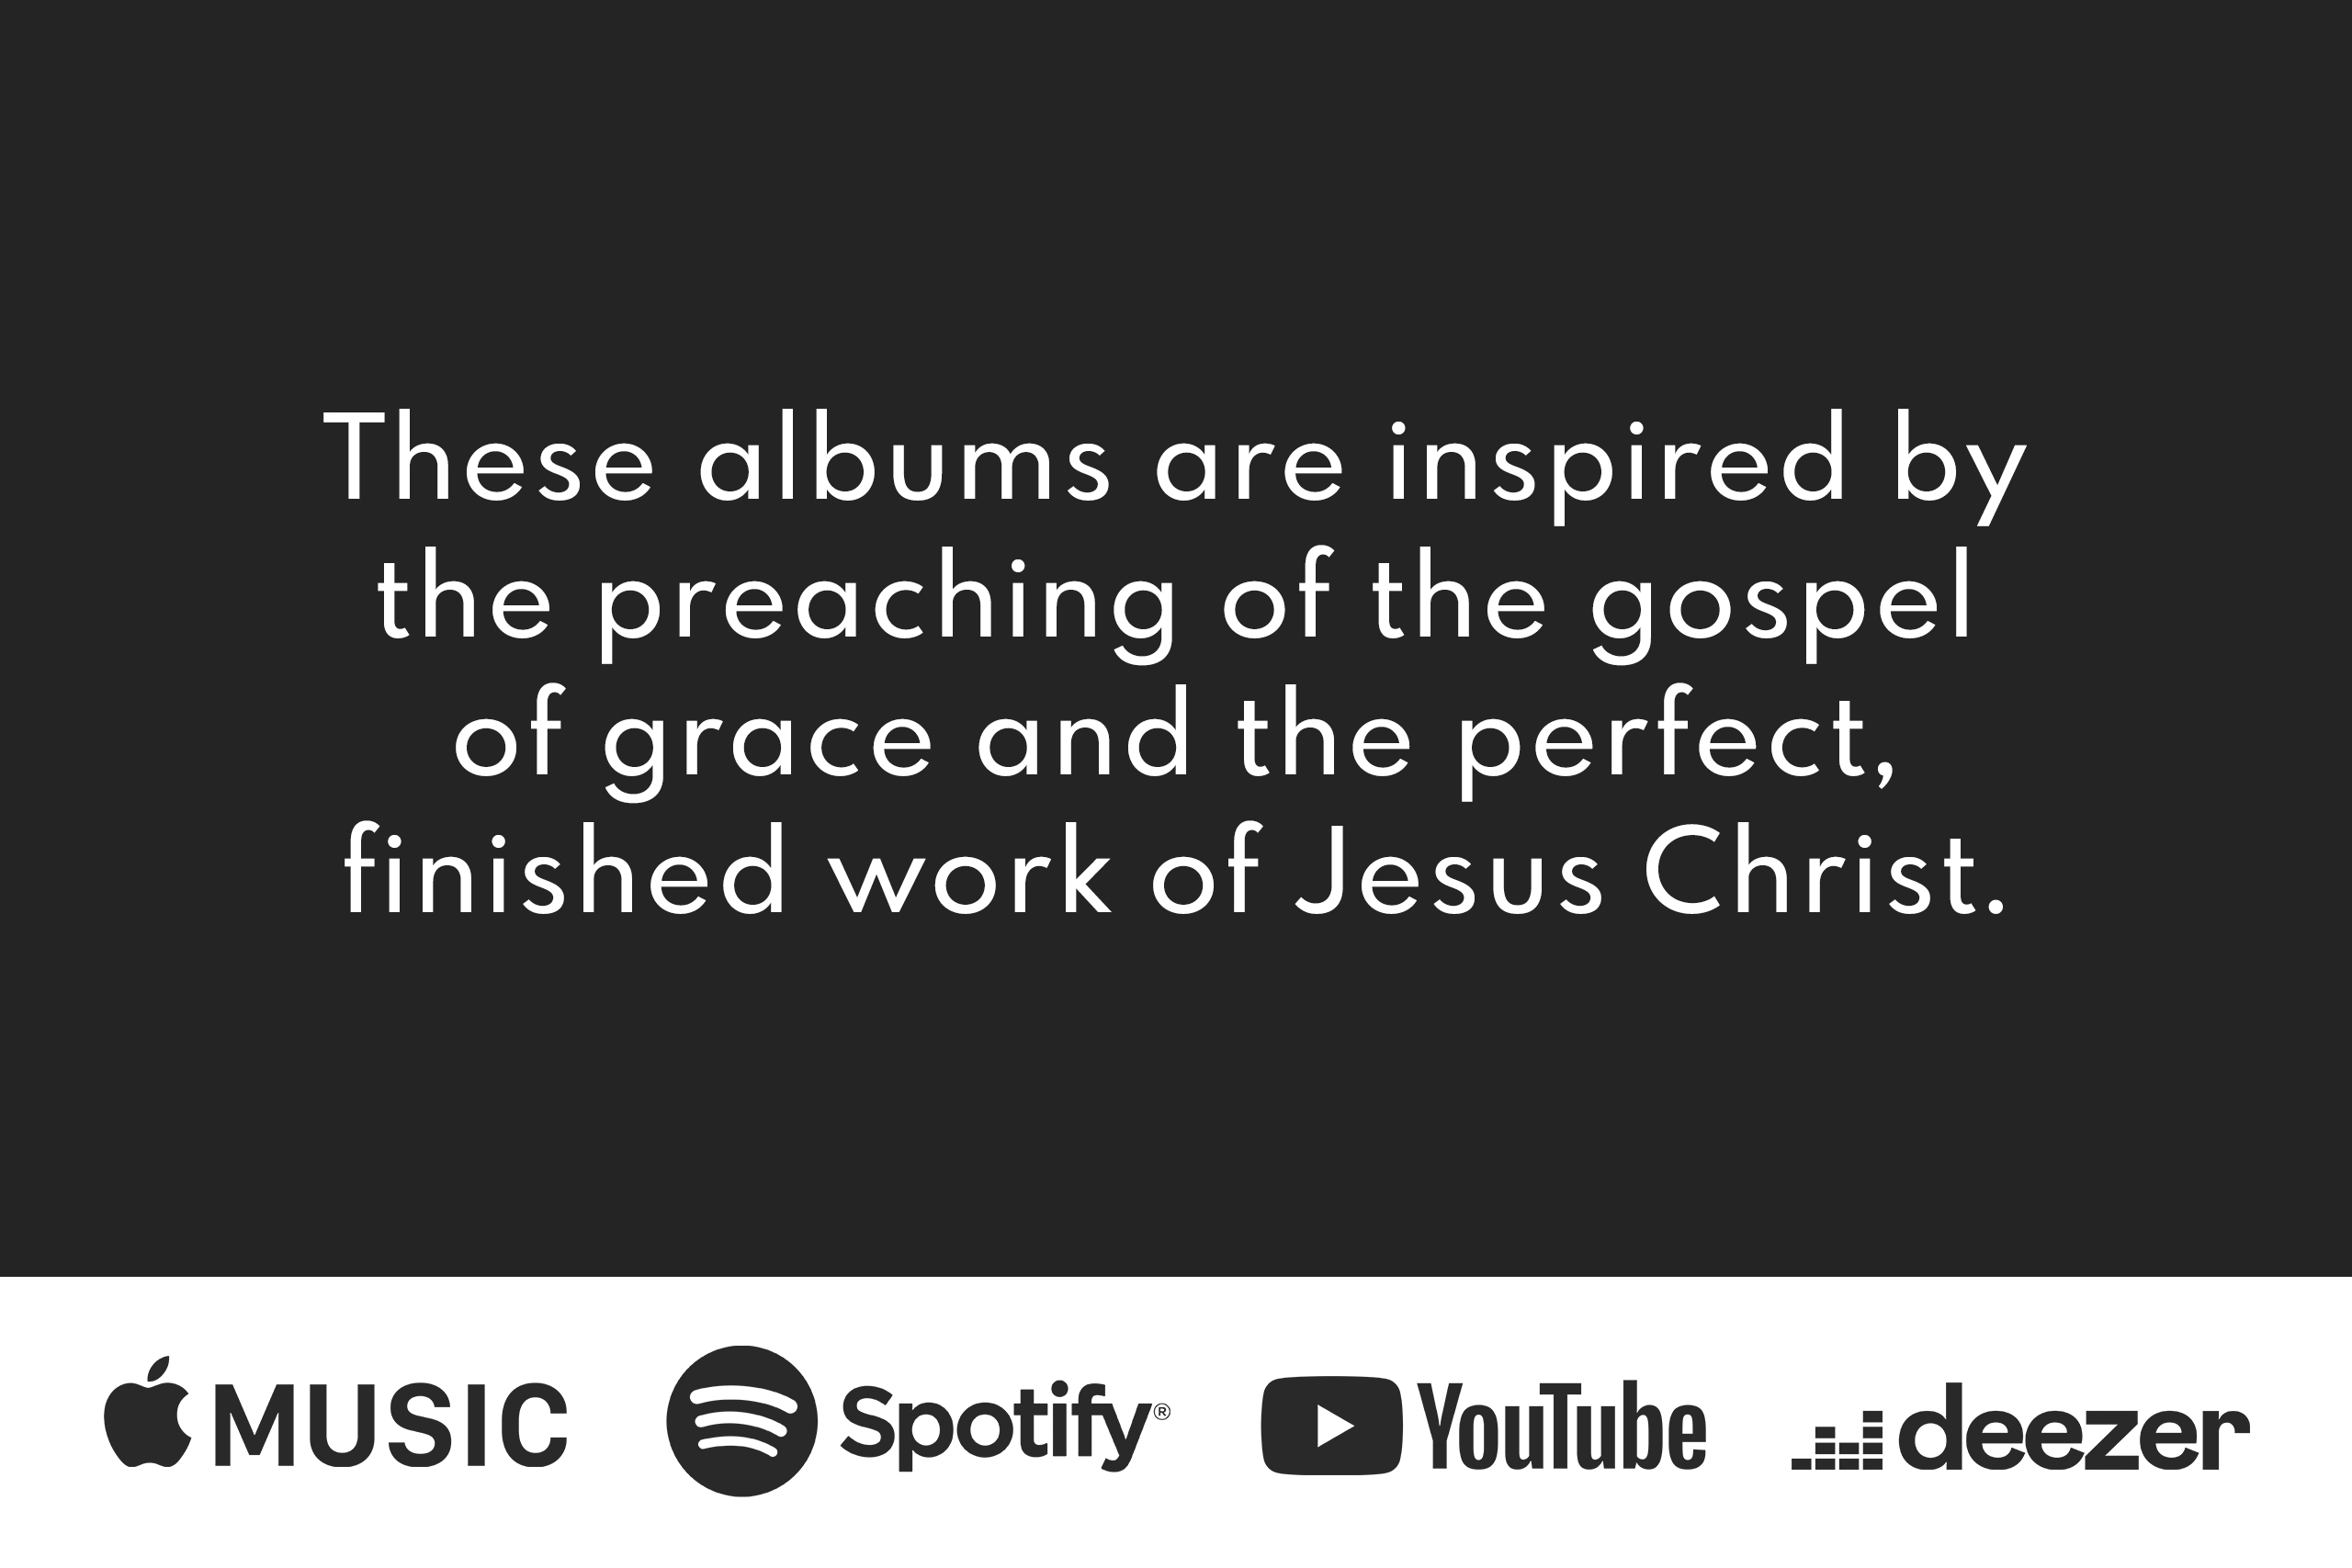 These albums are inspired by
the preaching of the gospel
of grace and the perfect,
finished work of Jesus Christ.
MUSIC Spotify® YouTube deezer